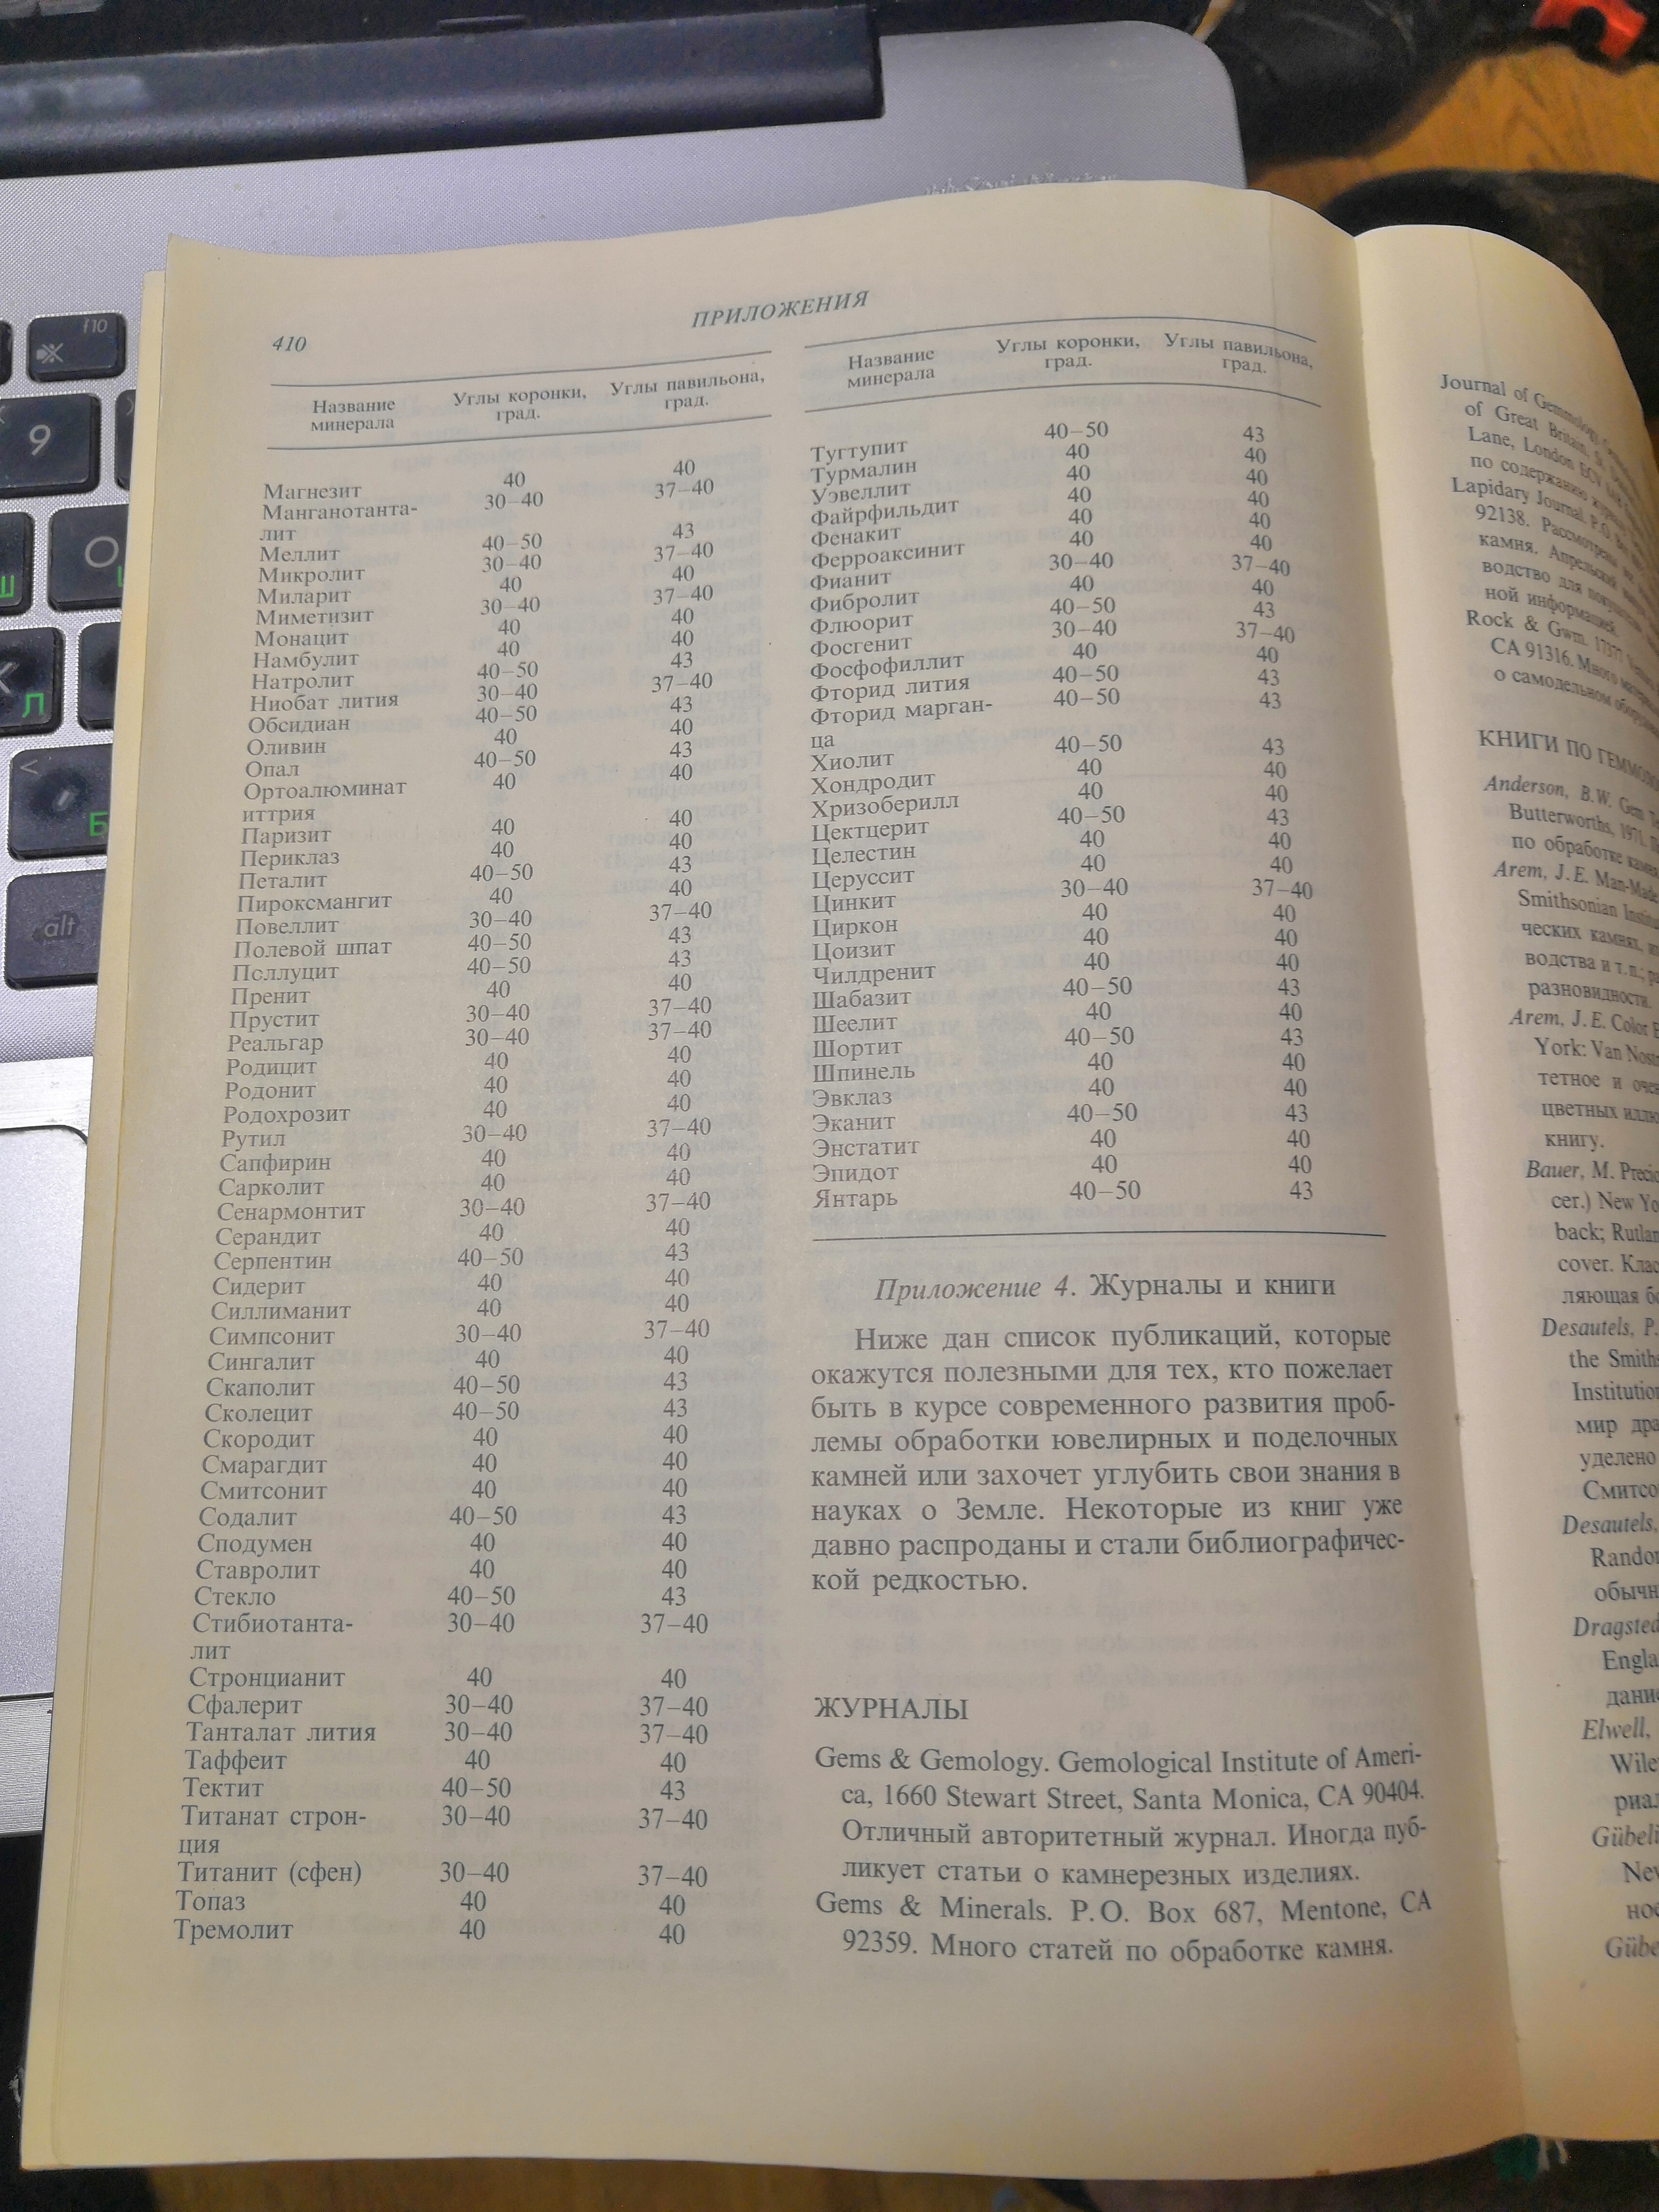 410
ПРИЛОЖЕНИЯ
Название Углы коронки, Углы павильона,
минерала град. град.
Магнезит 40 40
Манганотанта- 30–40 37–40
лит
Меллит 40–50 43
Микролит 30–40 37–40
Миларит 40 40
Миметизит 30–40 37–40
Монацит 40 40
Намбулит 40 40
Натролит 40–50 43
Ниобат лития 30–40 37–40
Обсидиан 40–50 43
Оливин 40 40
Опал 40–50 43
Ортоалюминат 40 40
иттрия
Паризит 40 40
Периклаз 40 40
Петалит 40–50 43
Пироксмангит 40 40
Повеллит 30–40 37–40
Полевой шпат 40–50 43
Поллуцит 40–50 43
Пренит 40 40
Прустит 30–40 37–40
Реальгар 30–40 37–40
Родицит 40 40
Родонит 40 40
Родохрозит 40 40
Рутил 30–40 37–40
Сапфирин 40 40
Сарколит 40 40
Сенармонтит 30–40 37–40
Серандит 40 40
Серпентин 40–50 43
Сидерит 40 40
Силлиманит 40 40
Симпсонит 30–40 37–40
Сингалит 40 40
Скаполит 40–50 43
Сколецит 40–50 43
Скородит 40 40
Смарагдит 40 40
Смитсонит 40 40
Содалит 40–50 43
Сподумен 40 40
Ставролит 40 40
Стекло 40–50 43
Стибиотанта- 30–40 37–40
лит
Стронцианит 40 40
Сфалерит 30–40 37–40
Танталат лития 30–40 37–40
Таффеит 40 40
Тектит 40–50 43
Титанат строн- 30–40 37–40
ция
Титанит (сфен) 30–40 37–40
Топаз 40 40
Тремолит 40 40
Название Углы коронки, Углы павильона,
минерала град. град.
Тугтупит 40–50 43
Турмалин 40 40
Уэвеллит 40 40
Файрфильдит 40 40
Фенакит 40 40
Ферроаксинит 40 40
Фианит 30–40 37–40
Фибролит 40 40
Флюорит 40–50 43
Фосгенит 30–40 37–40
Фосфофиллит 40 40
Фторид лития 40–50 43
Фторид марган- 40–50 43
ца
Хиолит 40–50 43
Хондродит 40 40
Хризоберилл 40 40
Цектцерит 40–50 43
Целестин 40 40
Церуссит 40 40
Цинкит 30–40 37–40
Циркон 40 40
Цоизит 40 40
Чилдренит 40 40
Шабазит 40–50 43
Шеелит 40 40
Шортит 40–50 43
Шпинель 40 40
Эвклаз 40 40
Эканит 40–50 43
Энстатит 40 40
Эпидот 40 40
Янтарь 40–50 43
Приложение 4. Журналы и книги
Ниже дан список публикаций, которые
окажутся полезными для тех, кто пожелает
быть в курсе современного развития проб-
лемы обработки ювелирных и поделочных
камней или захочет углубить свои знания в
науках о Земле. Некоторые из книг уже
давно распроданы и стали библиографичес-
кой редкостью.
ЖУРНАЛЫ
Gems & Gemology. Gemological Institute of Ameri-
ca, 1660 Stewart Street, Santa Monica, CA 90404.
Отличный авторитетный журнал. Иногда пуб-
ликует статьи о камнерезных изделиях.
Gems & Minerals. P.O. Box 687, Mentone, CA
92359. Много статей по обработке камня.
Journal of Gemmology.
of Great Britain,
Lane, London
по содержанию
Lapidary Journal. P.O.
92138. Рассмотрены
камня. Апрельский
водство для
ной информацией.
Rock & Gwm. 17337
CA 91316. Много
о самодельном
КНИГИ ПО
Anderson, B.W. Gem
Butterworths, 1971.
по обработке камня
Arem, J.E. Man-Made
Smithsonian
ческих камнях,
водства и т.п.;
разновидности.
Arem, J.E. Color
York: Van
тетное и
цветных
книгу.
Bauer, M.
cer.) New
back;
cover.
ляющая
Desautels, P.
the
мир
уделено
Desautels,
обычн
Elwell,
f10
9
alt
Ш
Л
Б